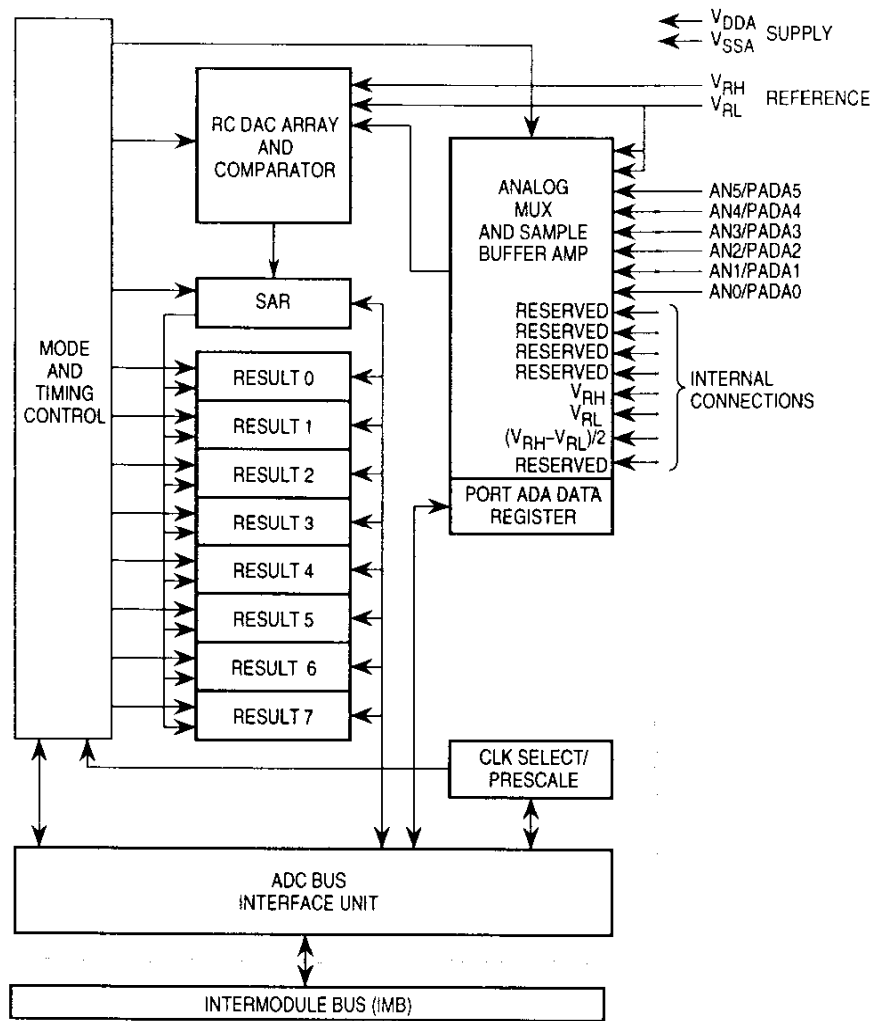 V_DDA
V_SSA
SUPPLY
V_RH
V_RL
REFERENCE
RC DAC ARRAY
AND
COMPARATOR
ANALOG
MUX
AND SAMPLE
BUFFER AMP
AN5/PADA5
AN4/PADA4
AN3/PADA3
AN2/PADA2
AN1/PADA1
AN0/PADA0
RESERVED
RESERVED
RESERVED
RESERVED
V_RH
V_RL
(V_RH–V_RL)/2
RESERVED
INTERNAL
CONNECTIONS
PORT ADA DATA
REGISTER
SAR
MODE
AND
TIMING
CONTROL
RESULT 0
RESULT 1
RESULT 2
RESULT 3
RESULT 4
RESULT 5
RESULT 6
RESULT 7
CLK SELECT/
PRESCALE
ADC BUS
INTERFACE UNIT
INTERMODULE BUS (IMB)